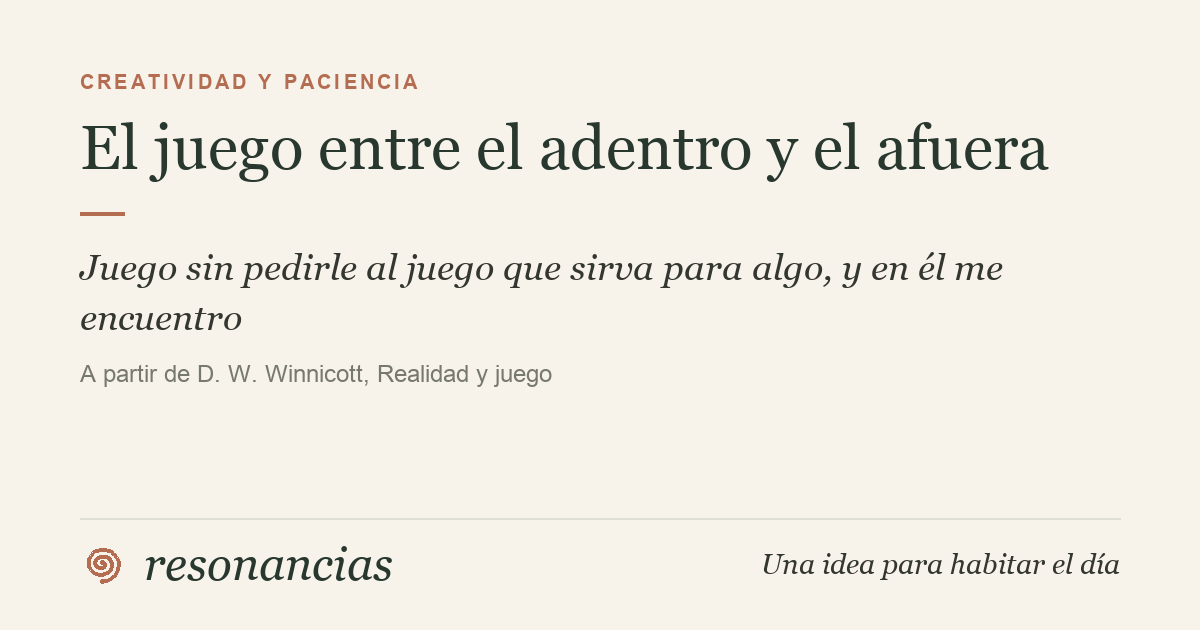 CREATIVIDAD Y PACIENCIA
El juego entre el adentro y el afuera
Juego sin pedirle al juego que sirva para algo, y en él me
encuentro
A partir de D. W. Winnicott, Realidad y juego
resonancias
Una idea para habitar el día